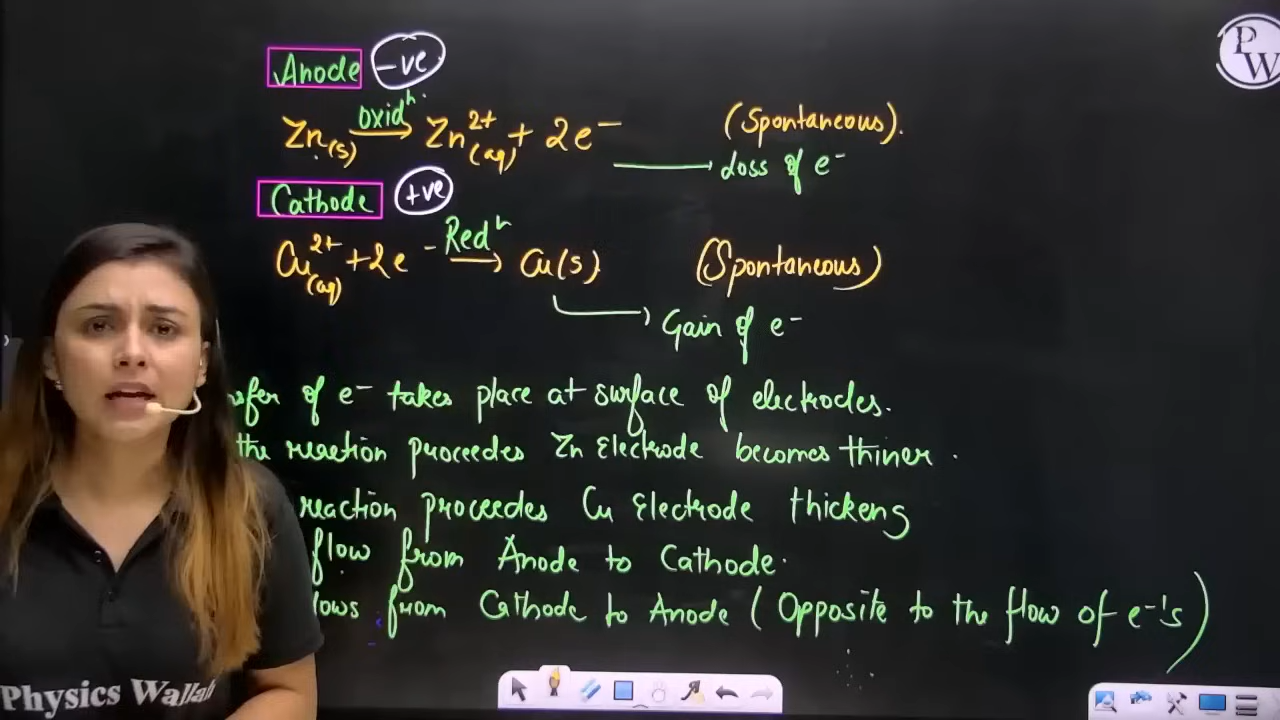 PW
Anode -ve
Zn(s) Oxidⁿ. → Zn²⁺(aq) + 2e⁻ (Spontaneous).
→ Loss of e⁻
Cathode +ve
Cu²⁺(aq) + 2e⁻ Redⁿ → Cu(s) (Spontaneous)
→ Gain of e⁻
sfer of e⁻ takes place at surface of electrodes.
the reaction proceedes Zn Electrode becomes thiner.
reaction proceedes Cu Electrode thickens
flow from Anode to Cathode.
lows from Cathode to Anode (Opposite to the flow of e⁻'s)
Physics Wallah